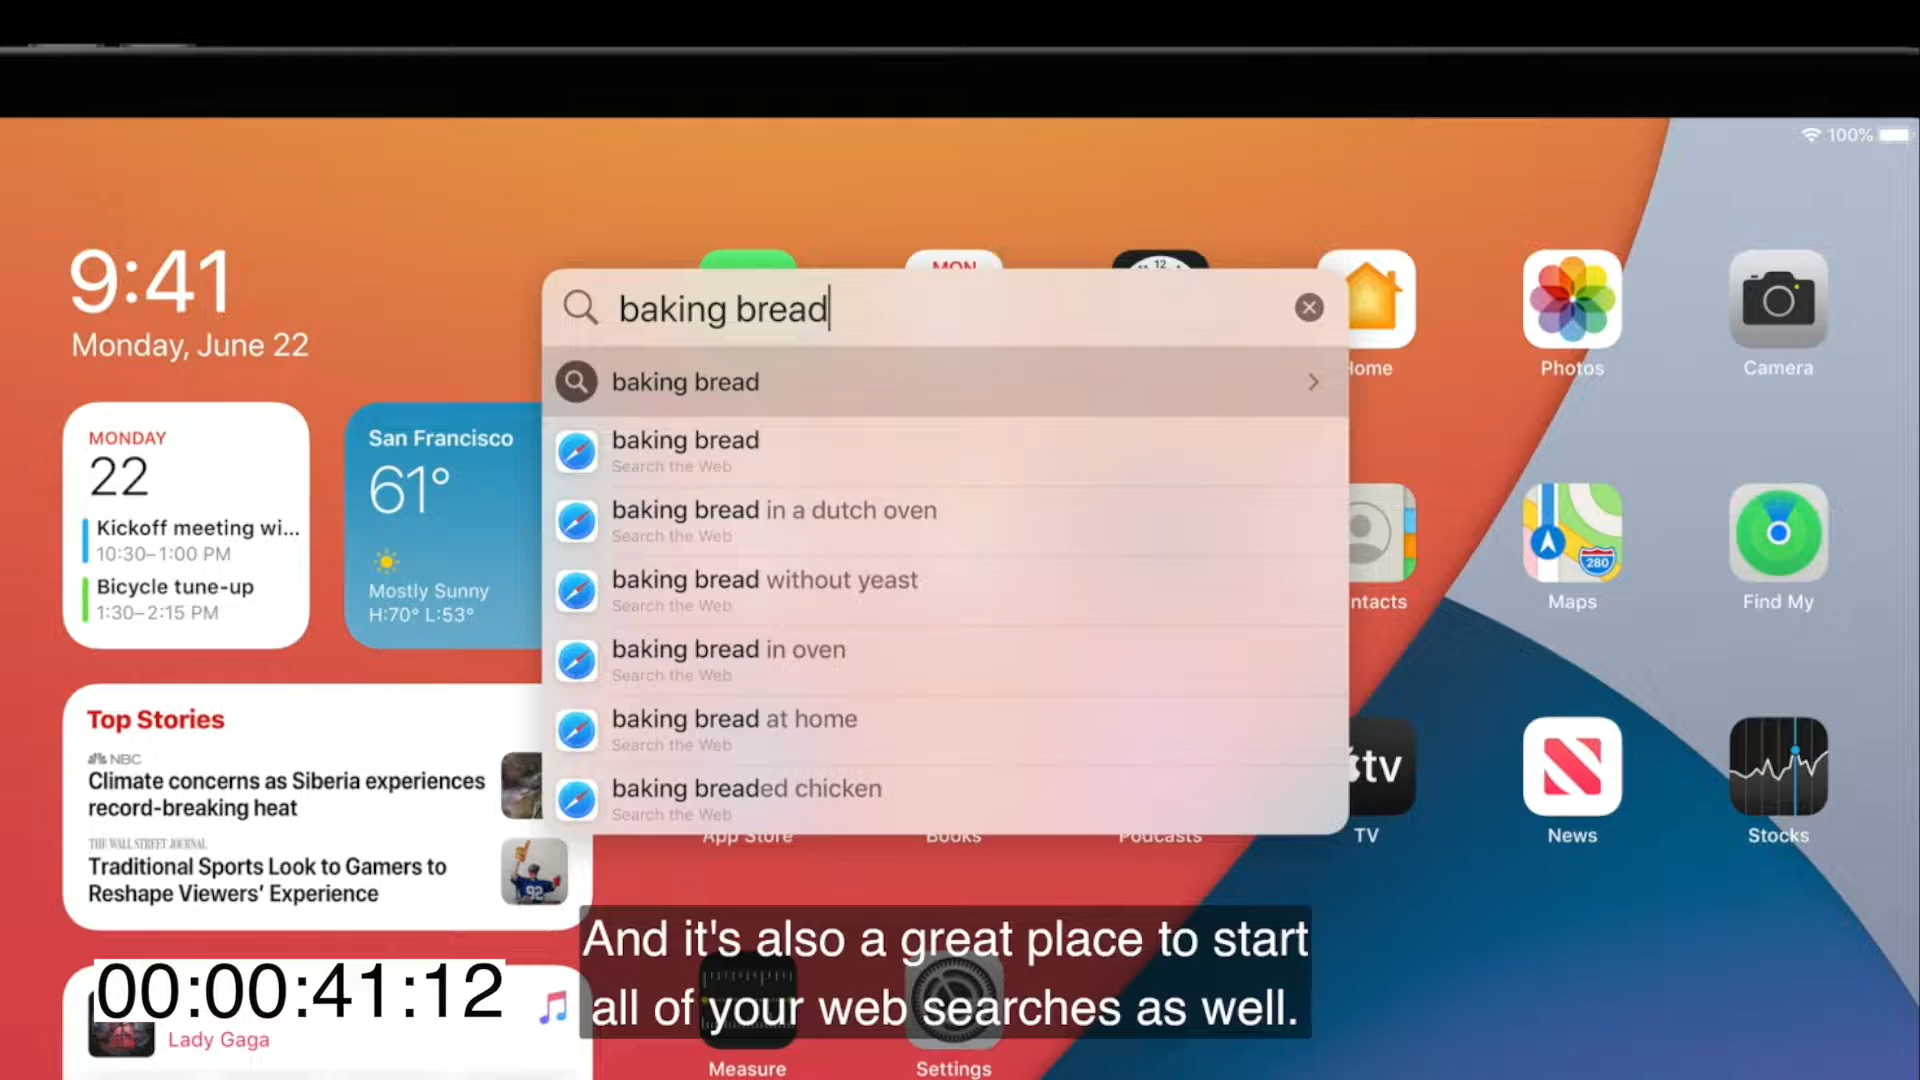 100%
9:41
Monday, June 22
MON
12
baking bread
baking bread
baking bread
Search the Web
baking bread in a dutch oven
Search the Web
baking bread without yeast
Search the Web
baking bread in oven
Search the Web
baking bread at home
Search the Web
baking breaded chicken
Search the Web
MONDAY
22
Kickoff meeting wi...
10:30–1:00 PM
Bicycle tune-up
1:30–2:15 PM
San Francisco
61°
Mostly Sunny
H:70° L:53°
Home
Photos
Camera
ntacts
280
Maps
Find My
Top Stories
NBC
Climate concerns as Siberia experiences
record-breaking heat
THE WALL STREET JOURNAL
Traditional Sports Look to Gamers to
Reshape Viewers' Experience
92
tv
App Store
Books
Podcasts
TV
News
Stocks
And it's also a great place to start
all of your web searches as well.
00:00:41:12
Lady Gaga
Measure
Settings